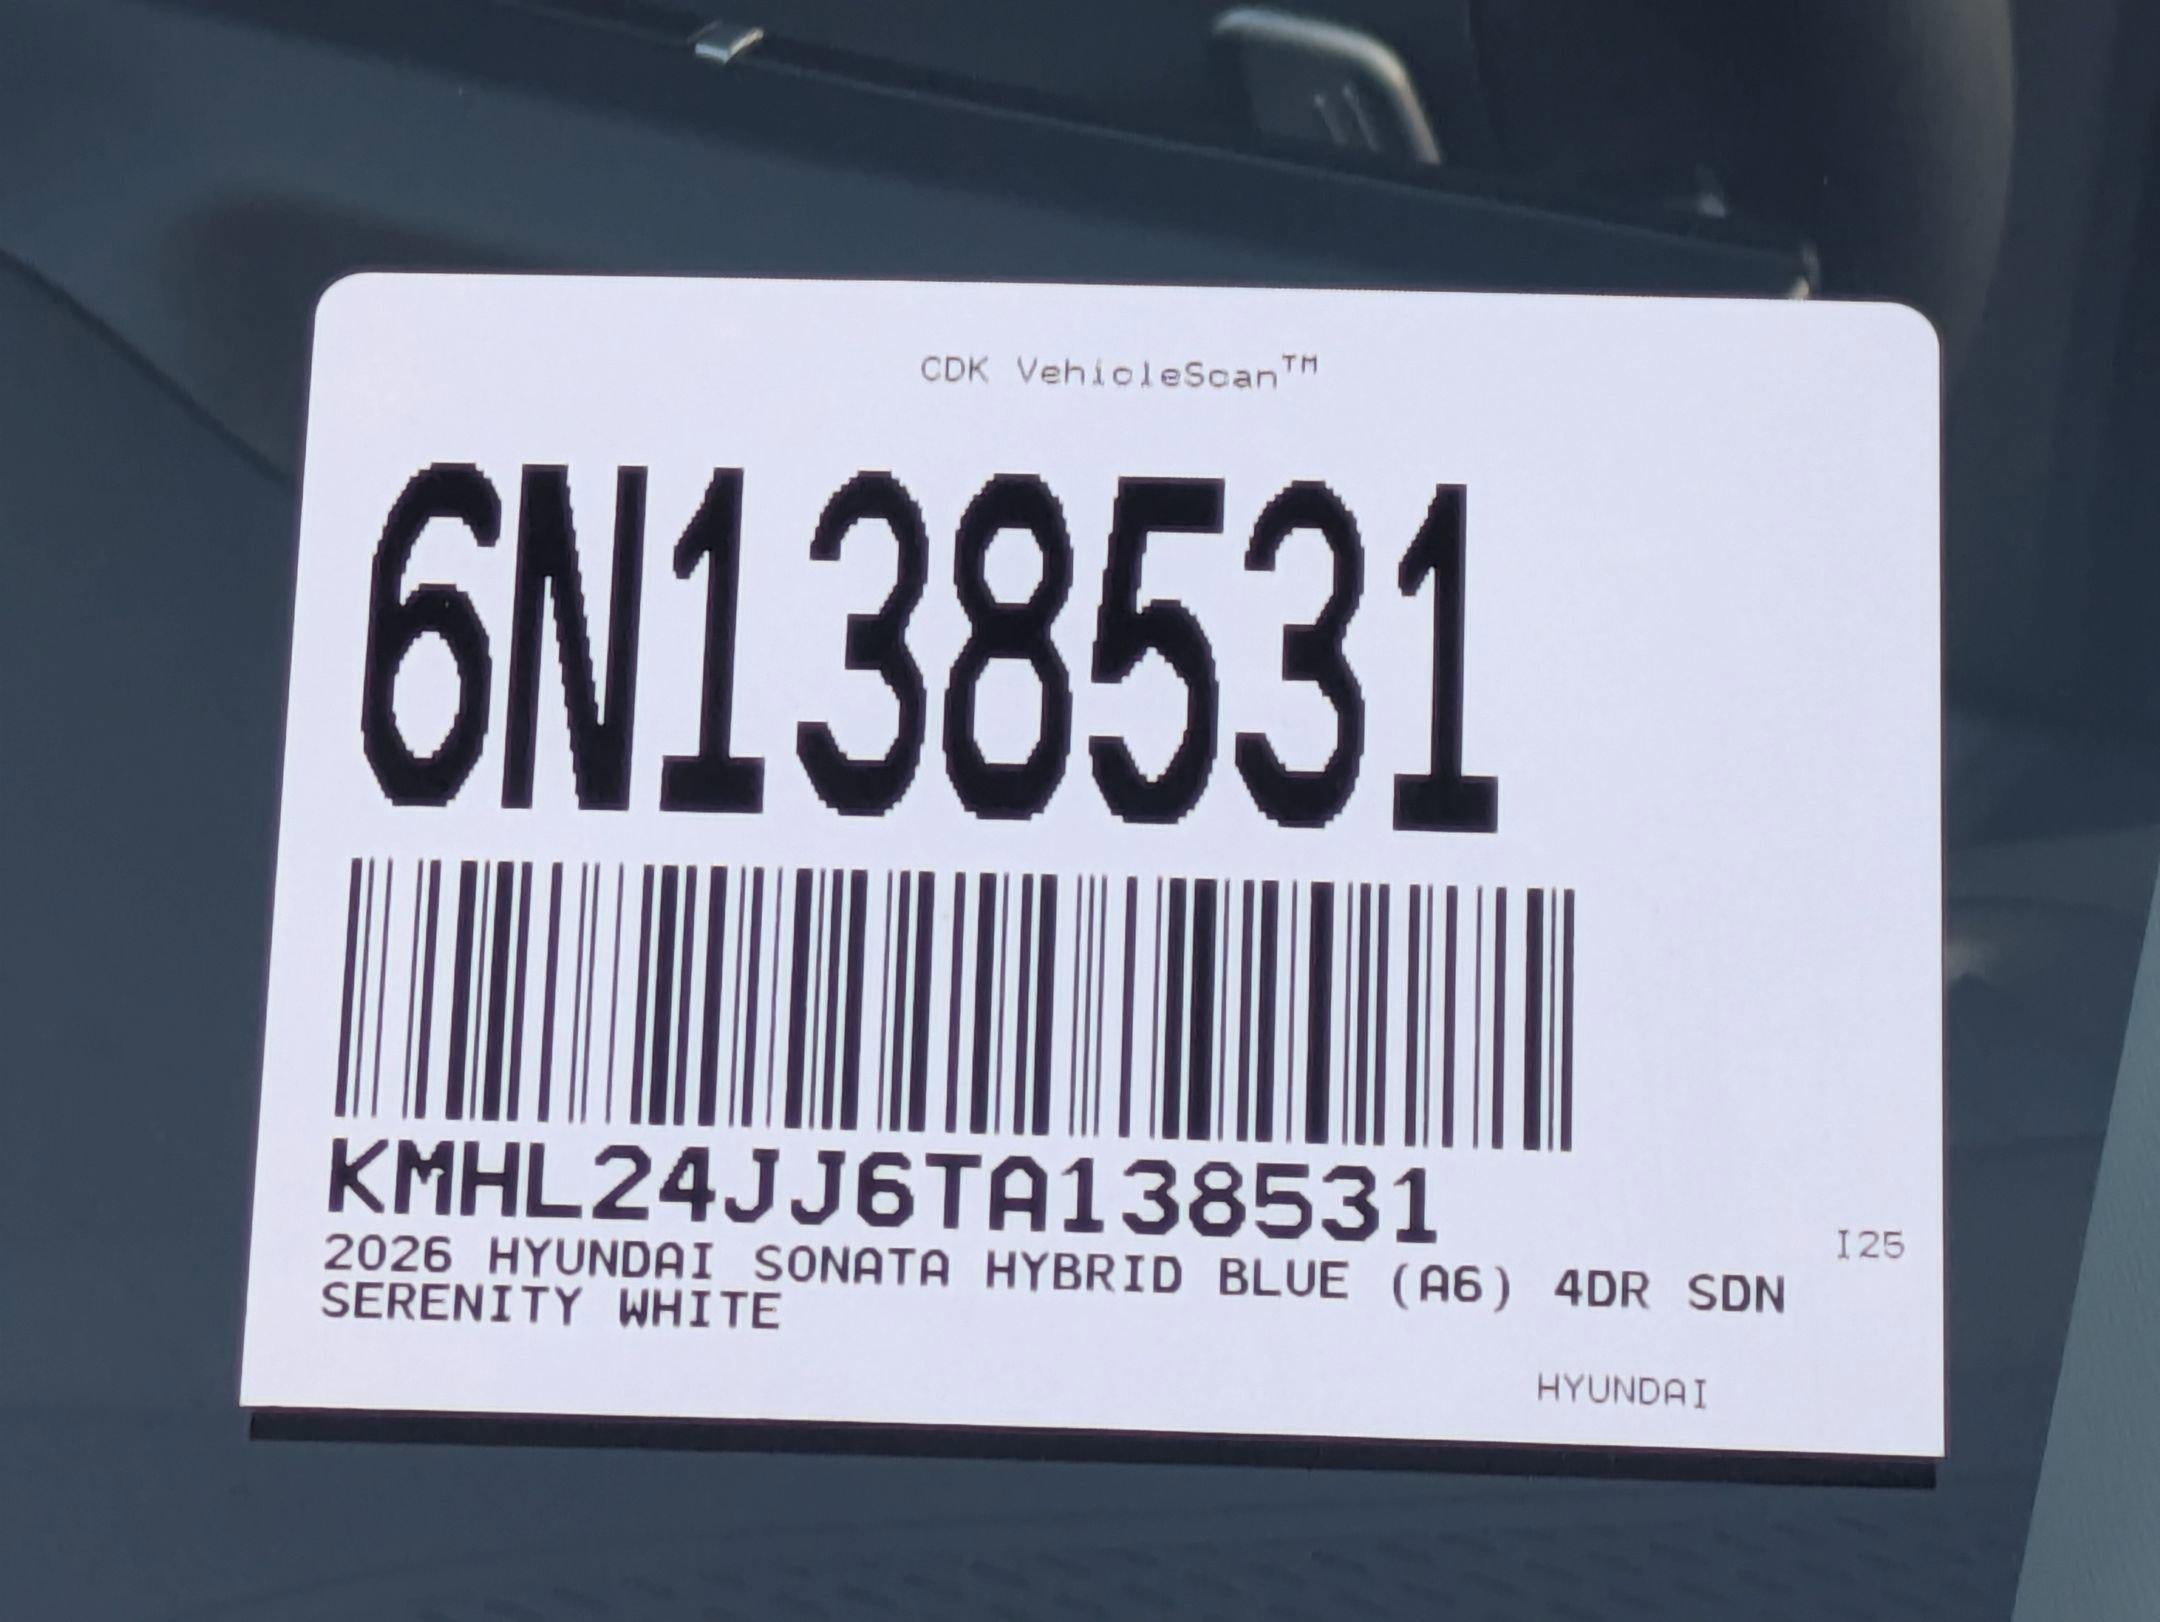 CDK VehicleScan™
6N138531
KMHL24JJ6TA138531
I25
2026 HYUNDAI SONATA HYBRID BLUE (A6) 4DR SDN
SERENITY WHITE
HYUNDAI